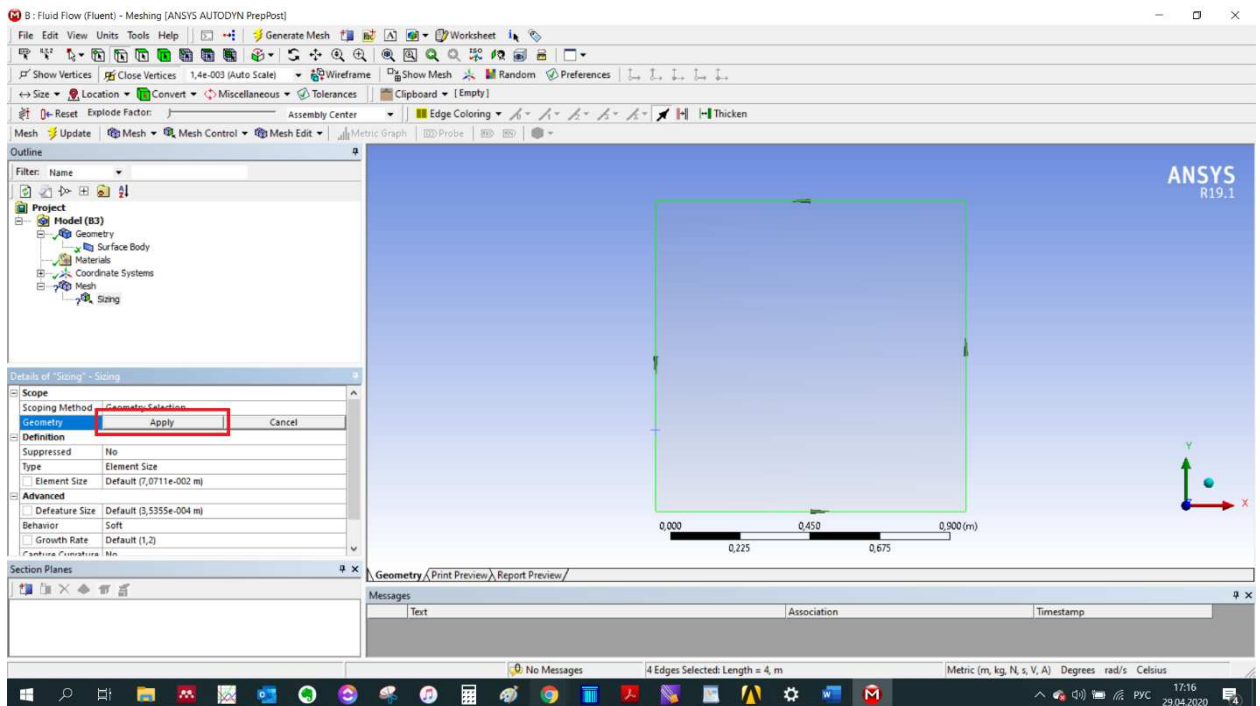 B : Fluid Flow (Fluent) - Meshing [ANSYS AUTODYN PrepPost]
File Edit View Units Tools Help Generate Mesh Worksheet
Show Vertices Close Vertices 1,4e-003 (Auto Scale) Wireframe Show Mesh Random Preferences
Size Location Convert Miscellaneous Tolerances Clipboard [Empty]
Reset Explode Factor: Assembly Center Edge Coloring Thicken
Mesh Update Mesh Mesh Control Mesh Edit Metric Graph Probe
Outline
Filter: Name
Project
Model (B3)
Geometry
Surface Body
Materials
Coordinate Systems
Mesh
Sizing
ANSYS
R19.1
Details of "Sizing" - Sizing
Scope
Scoping Method Geometry Selection
Geometry Apply Cancel
Definition
Suppressed No
Type Element Size
Element Size Default (7,0711e-002 m)
Advanced
Defeature Size Default (3,5355e-004 m)
Behavior Soft
Growth Rate Default (1,2)
Capture Curvature No
Y
X
0,000 0,450 0,900 (m)
0,225 0,675
Section Planes
Geometry Print Preview Report Preview
Messages
Text Association Timestamp
No Messages 4 Edges Selected: Length = 4, m Metric (m, kg, N, s, V, A) Degrees rad/s Celsius
РУС 17:16
29.04.2020